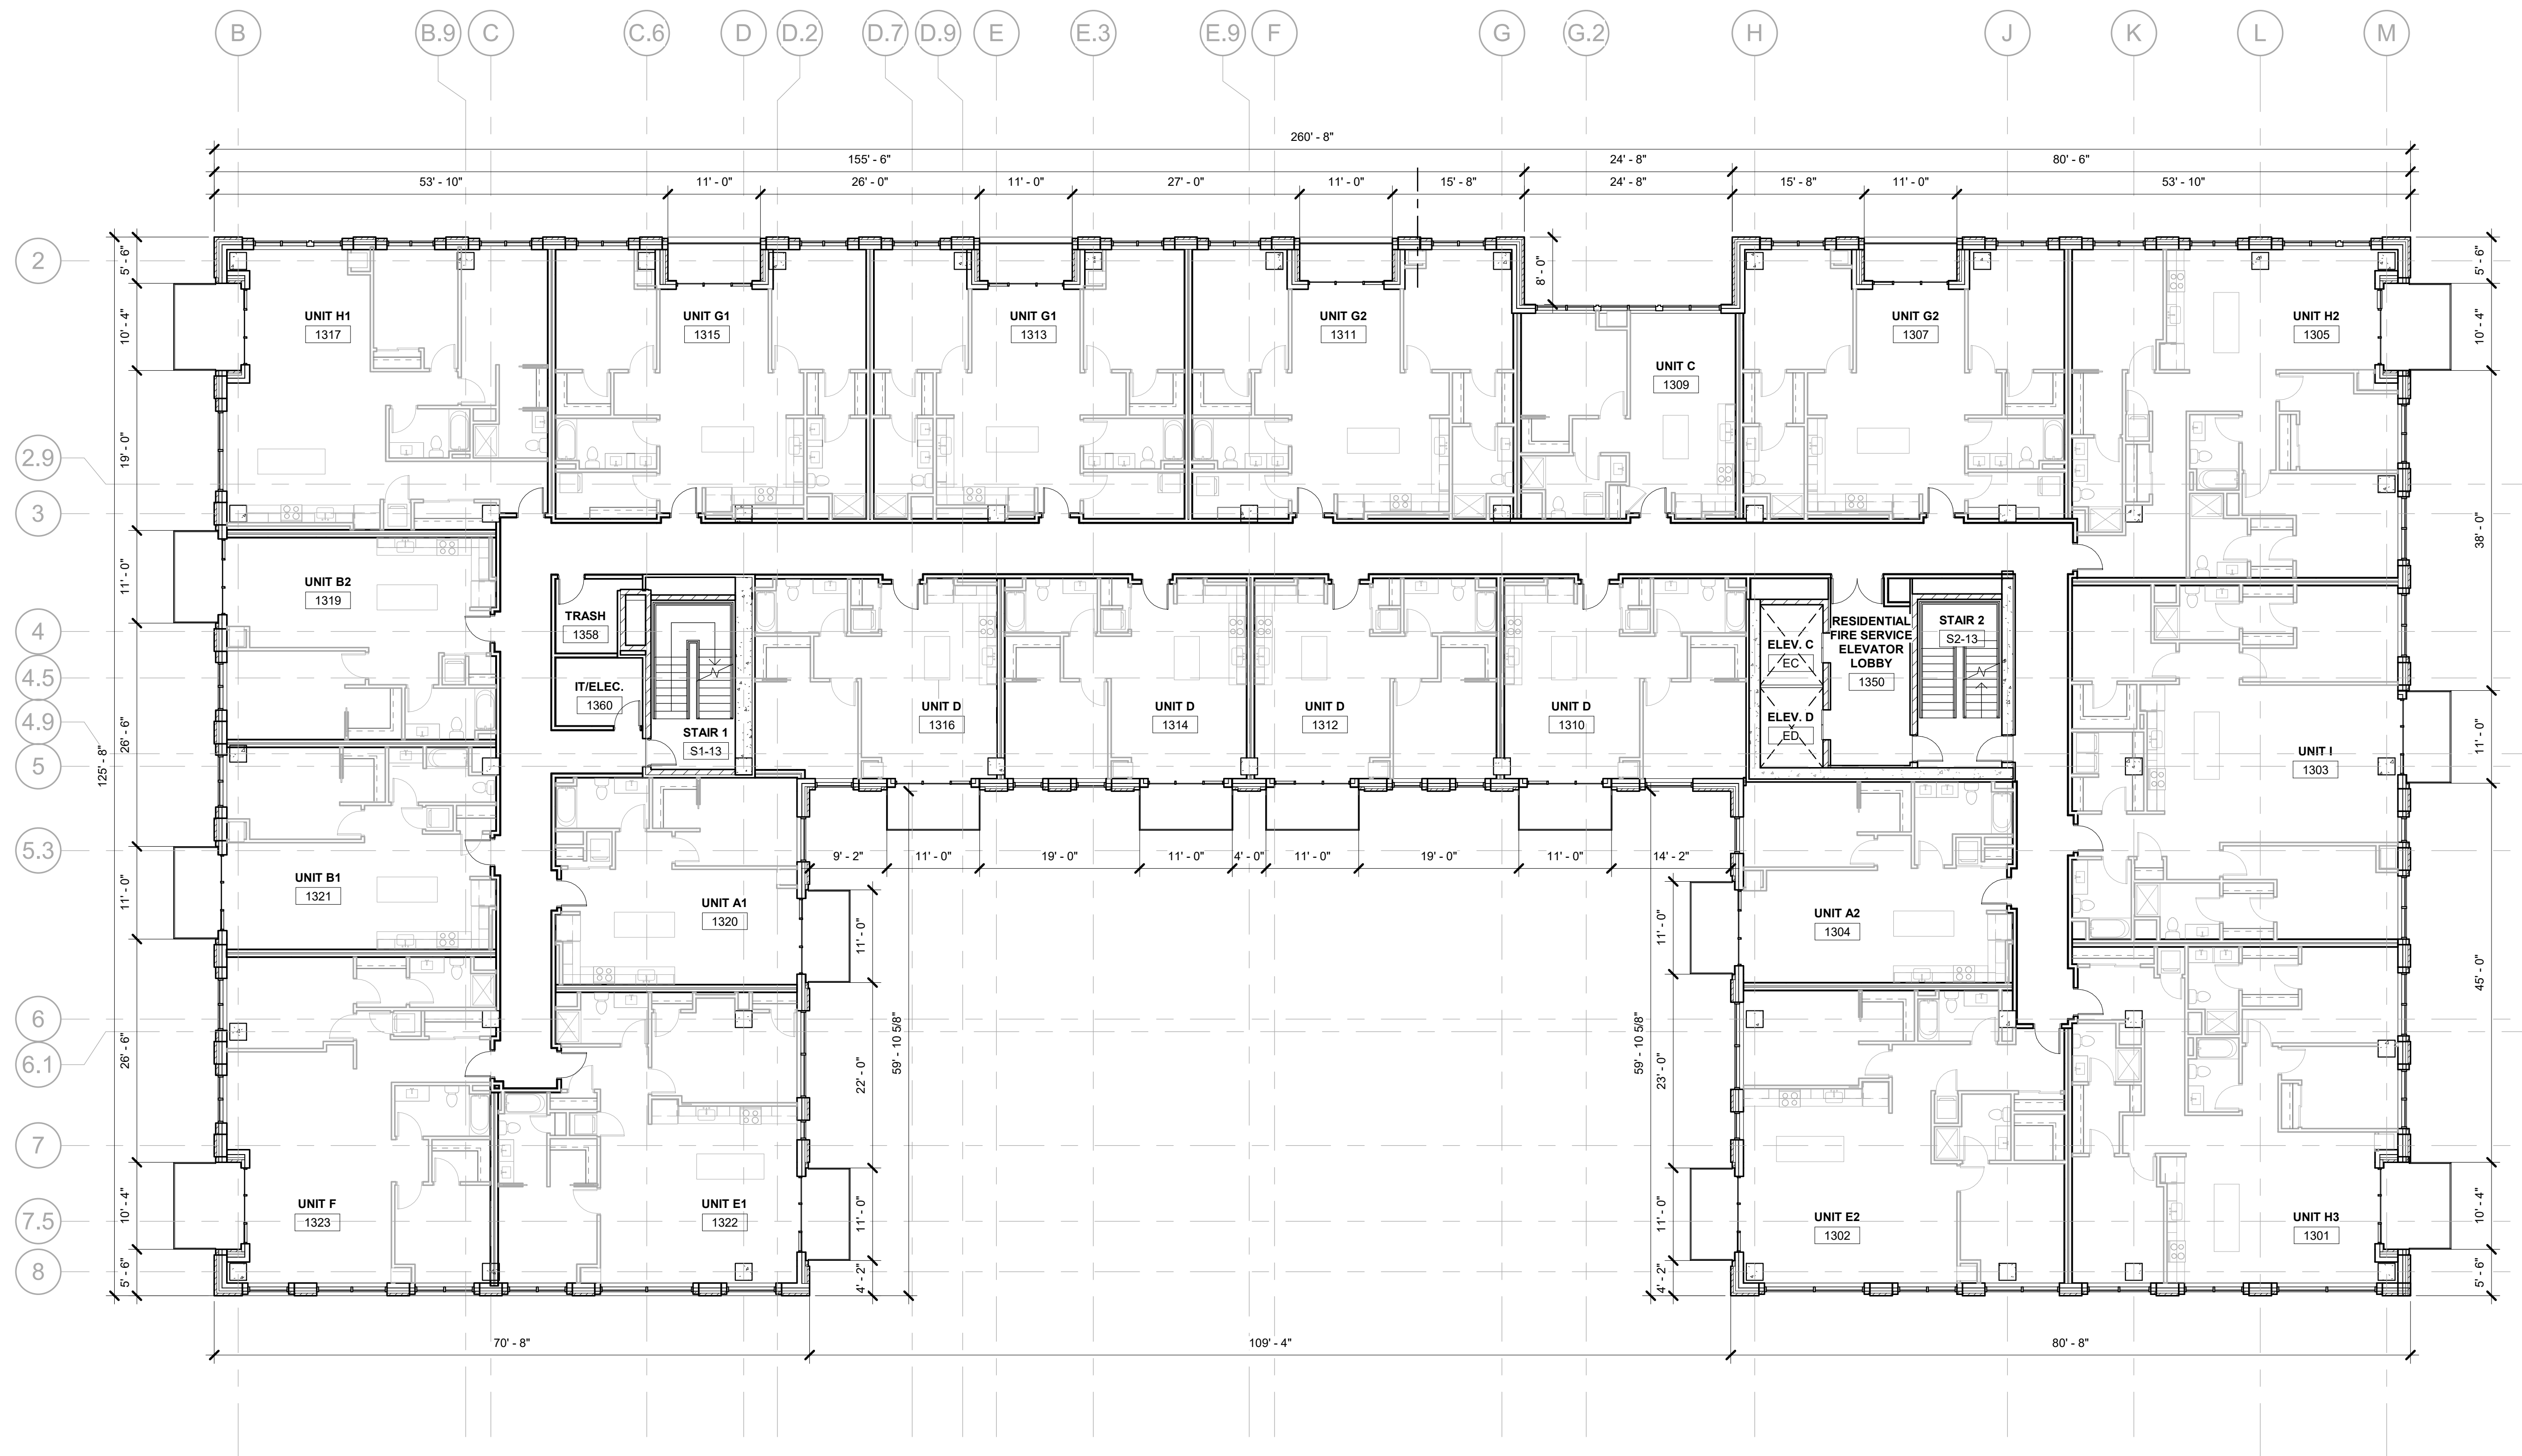 B B.9 C C.6 D D.2 D.7 D.9 E E.3 E.9 F G G.2 H J K L M
260' - 8"
155' - 6" 24' - 8" 80' - 6"
53' - 10" 11' - 0" 26' - 0" 11' - 0" 27' - 0" 11' - 0" 15' - 8" 24' - 8" 15' - 8" 11' - 0" 53' - 10"
2
2.9
3
4
4.5
4.9
5
5.3
6
6.1
7
7.5
8
125' - 8"
5' - 6"
10' - 4"
19' - 0"
11' - 0"
26' - 6"
11' - 0"
26' - 6"
10' - 4"
5' - 6"
8' - 0"
UNIT H1
1317
UNIT G1
1315
UNIT G1
1313
UNIT G2
1311
UNIT C
1309
UNIT G2
1307
UNIT H2
1305
UNIT B2
1319
TRASH
1358
IT/ELEC.
1360
STAIR 1
S1-13
UNIT D
1316
UNIT D
1314
UNIT D
1312
UNIT D
1310
ELEV. C
EC
ELEV. D
ED
RESIDENTIAL
FIRE SERVICE
ELEVATOR
LOBBY
1350
STAIR 2
S2-13
UNIT I
1303
UNIT B1
1321
UNIT A1
1320
UNIT A2
1304
UNIT F
1323
UNIT E1
1322
UNIT E2
1302
UNIT H3
1301
9' - 2" 11' - 0" 19' - 0" 11' - 0" 4' - 0" 11' - 0" 19' - 0" 11' - 0" 14' - 2"
11' - 0"
22' - 0"
11' - 0"
4' - 2"
59' - 10 5/8"
59' - 10 5/8"
11' - 0"
23' - 0"
11' - 0"
4' - 2"
5' - 6"
10' - 4"
38' - 0"
11' - 0"
45' - 0"
10' - 4"
5' - 6"
70' - 8" 109' - 4" 80' - 8"